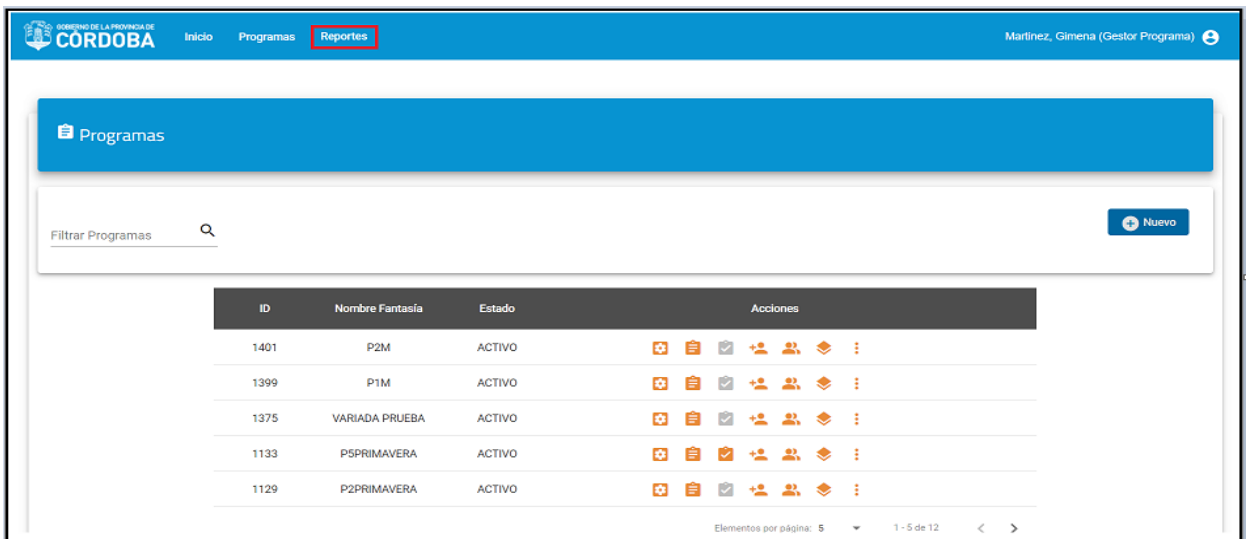 GOBIERNO DE LA PROVINCIA DE
CÓRDOBA
Inicio Programas Reportes Martinez, Gimena (Gestor Programa)
Programas
Filtrar Programas
Nuevo
ID Nombre Fantasía Estado Acciones
1401 P2M ACTIVO
1399 P1M ACTIVO
1375 VARIADA PRUEBA ACTIVO
1133 P5PRIMAVERA ACTIVO
1129 P2PRIMAVERA ACTIVO
Elementos por página: 5 1 - 5 de 12